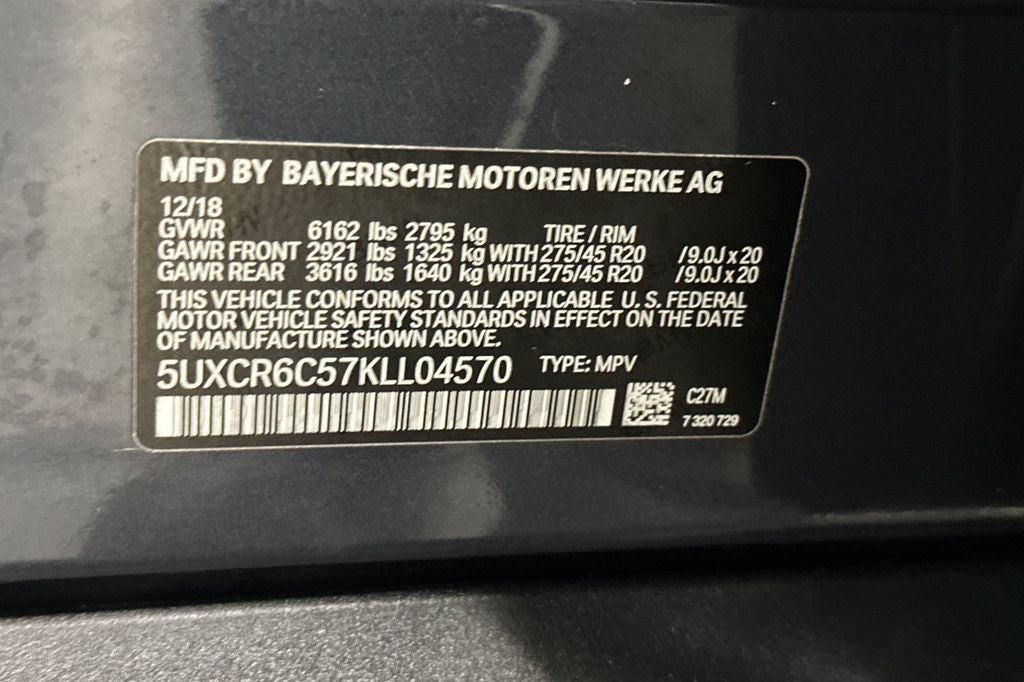 MFD BY BAYERISCHE MOTOREN WERKE AG
12/18
GVWR 6162 lbs 2795 kg TIRE / RIM
GAWR FRONT 2921 lbs 1325 kg WITH 275/45 R20 /9.0J x 20
GAWR REAR 3616 lbs 1640 kg WITH 275/45 R20 /9.0J x 20
THIS VEHICLE CONFORMS TO ALL APPLICABLE U. S. FEDERAL
MOTOR VEHICLE SAFETY STANDARDS IN EFFECT ON THE DATE
OF MANUFACTURE SHOWN ABOVE.
5UXCR6C57KLL04570 TYPE: MPV
C27M
7 320 729